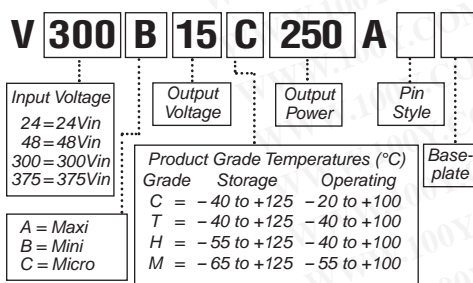 V 300 B 15 C 250 A
Input Voltage
24 = 24Vin
48 = 48Vin
300 = 300Vin
375 = 375Vin
Output Voltage
Output Power
Pin Style
Base-plate
A = Maxi
B = Mini
C = Micro
Product Grade Temperatures (°C)
Grade Storage Operating
C = – 40 to +125 – 20 to +100
T = – 40 to +125 – 40 to +100
H = – 55 to +125 – 40 to +100
M = – 65 to +125 – 55 to +100